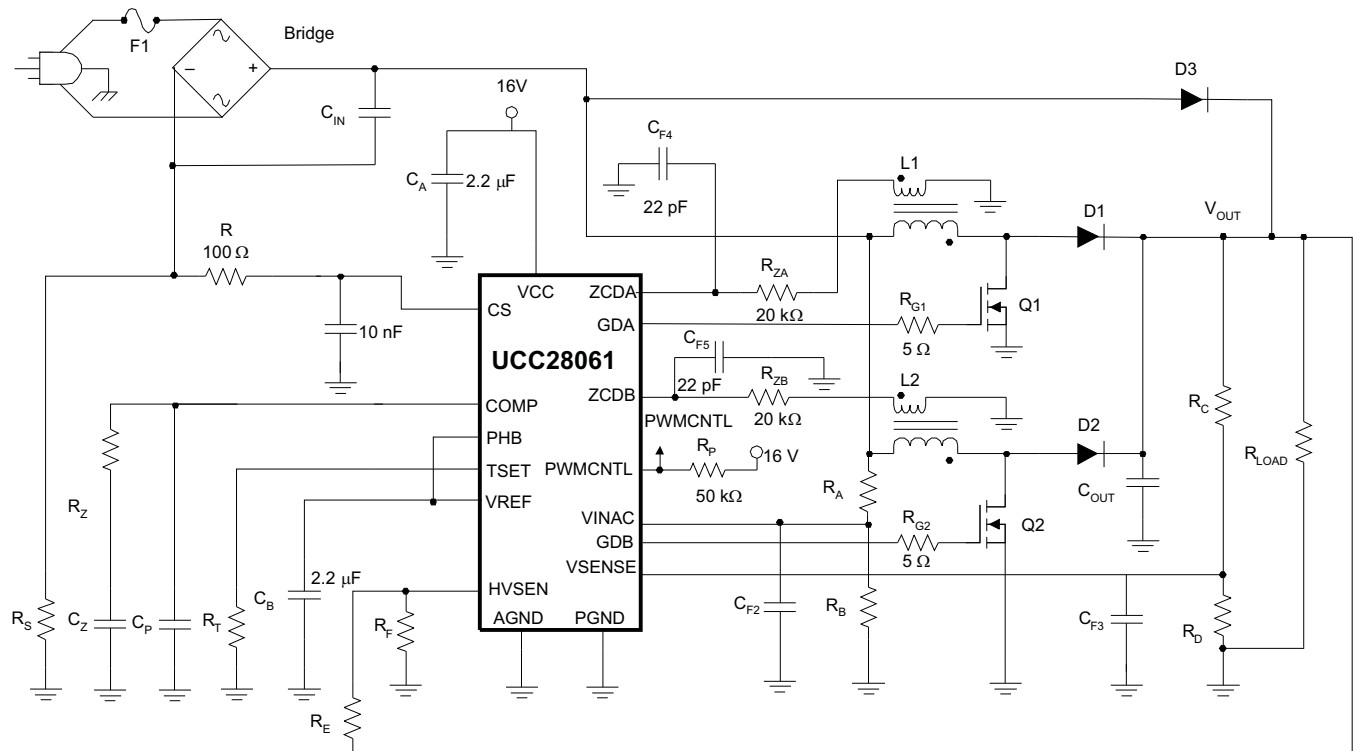 F1
Bridge
D3
16V
C_IN
C_F4
L1
C_A
2.2 µF
22 pF
D1
V_OUT
R
100 Ω
R_ZA
VCC
ZCDA
20 kΩ
R_G1
Q1
CS
GDA
5 Ω
10 nF
C_F5
UCC28061
R_ZB
L2
22 pF
ZCDB
20 kΩ
R_C
COMP
PWMCNTL
D2
PHB
R_P
16 V
R_LOAD
TSET
PWMCNTL
50 kΩ
R_A
C_OUT
R_Z
VREF
VINAC
R_G2
Q2
GDB
5 Ω
VSENSE
2.2 µF
HVSEN
C_B
R_S
C_Z
C_P
R_T
R_F
AGND
PGND
C_F2
R_B
C_F3
R_D
R_E